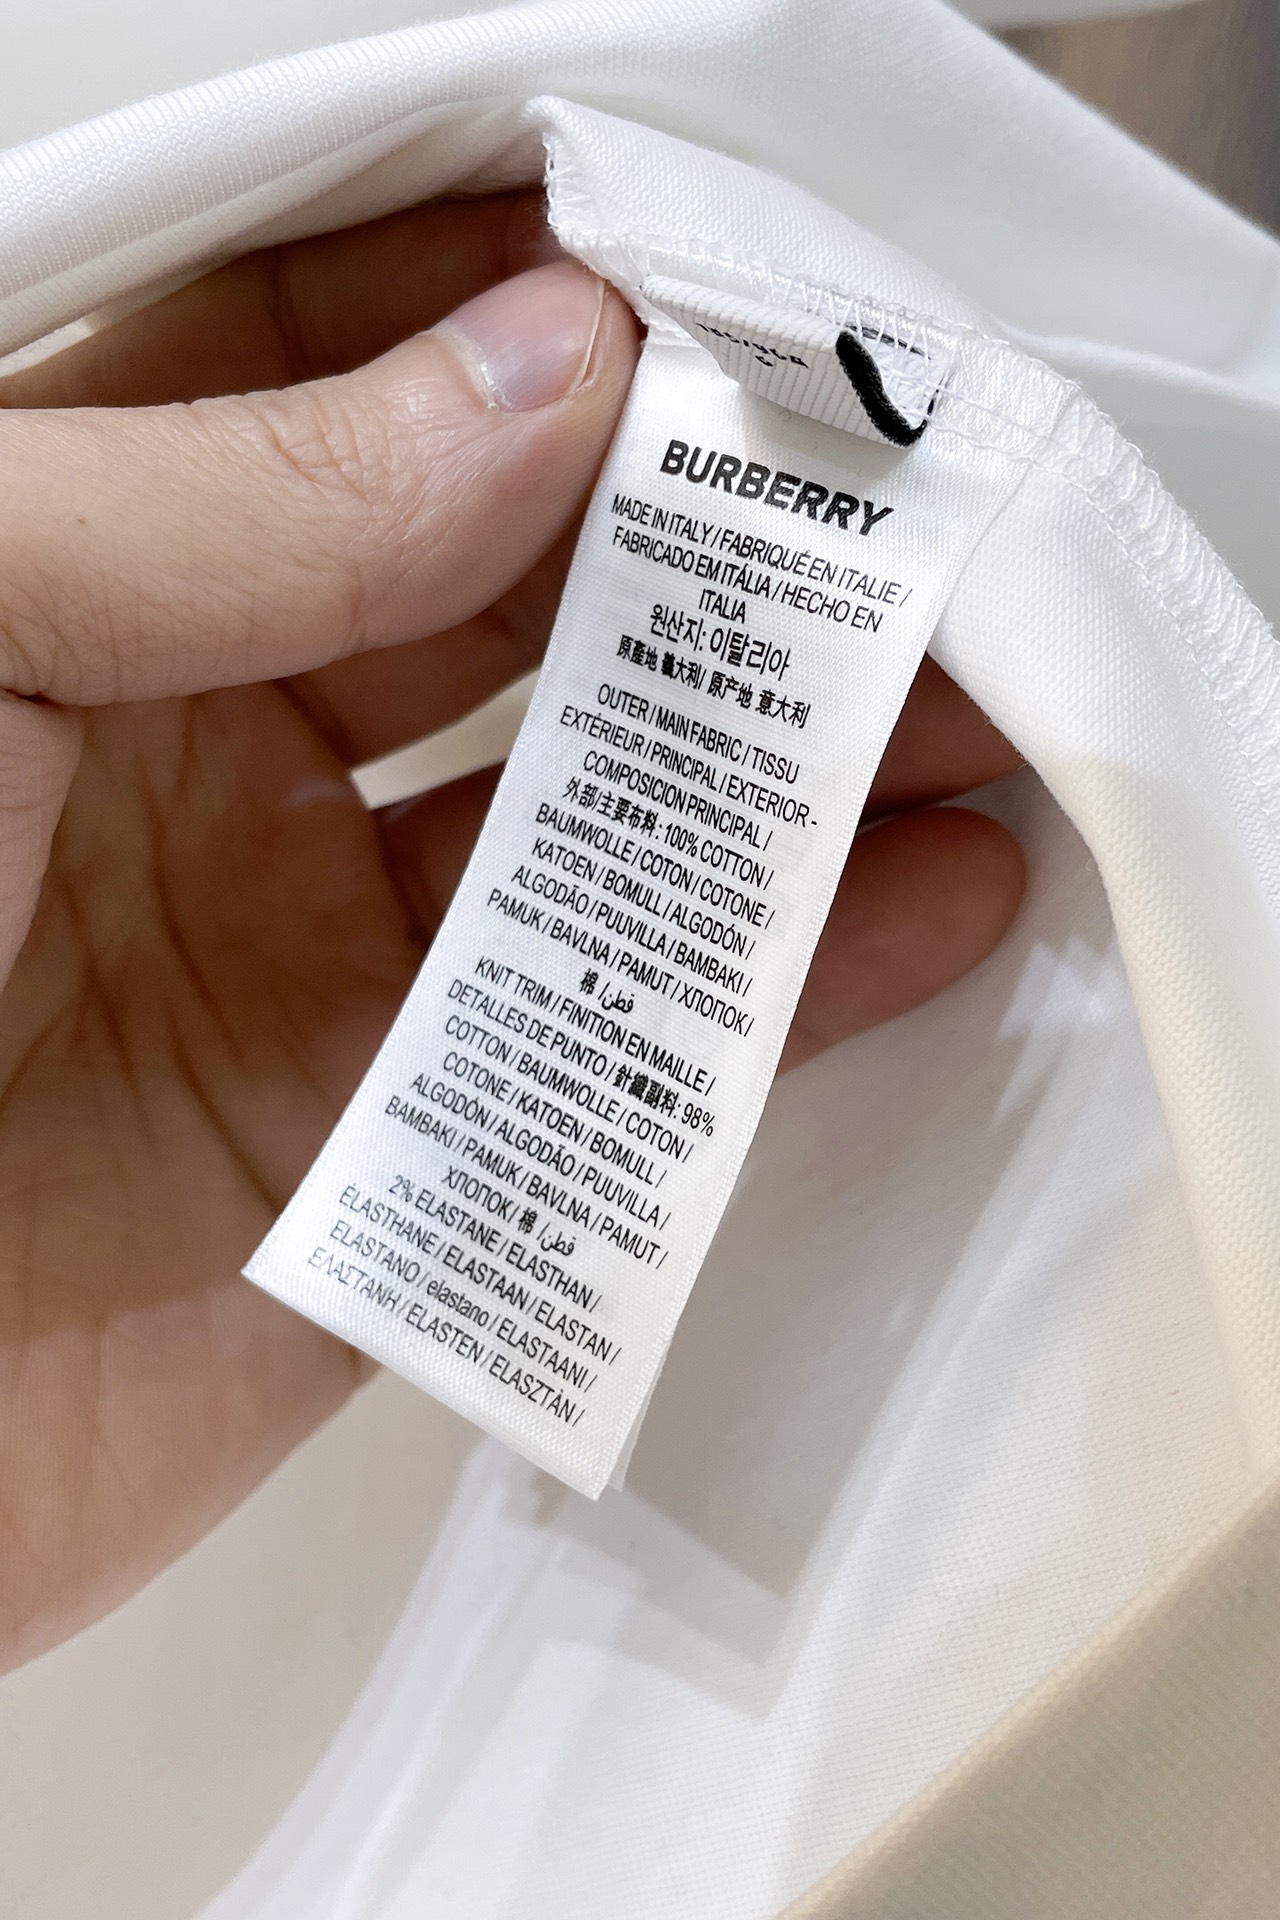 BURBERRY
MADE IN ITALY / FABRIQUÉ EN ITALIE /
FABRICADO EM ITÁLIA / HECHO EN
ITALIA
원산지: 이탈리아
原產地 義大利/ 原产地 意大利
OUTER / MAIN FABRIC / TISSU
EXTÉRIEUR / PRINCIPAL / EXTERIOR -
COMPOSICION PRINCIPAL /
外部/主要布料: 100% COTTON /
BAUMWOLLE / COTON / COTONE /
KATOEN / BOMULL / ALGODÓN /
ALGODÃO / PUUVILLA / BAMBAKI /
PAMUK / BAVLNA / PAMUT / ХЛОПОК /
棉 /قطن
KNIT TRIM / FINITION EN MAILLE /
DETALLES DE PUNTO / 針織副料: 98%
COTTON / BAUMWOLLE / COTON /
COTONE / KATOEN / BOMULL /
ALGODÓN / ALGODÃO / PUUVILLA /
BAMBAKI / PAMUK / BAVLNA / PAMUT /
ХЛОПОК / 棉 /قطن
2% ELASTANE / ELASTHAN /
ÉLASTHANE / ELASTAAN / ELASTAN /
ELASTANO / elastano / ELASTAANI /
ΕΛΑΣΤΑΝΗ / ELASTEN / ELASZTÁN /